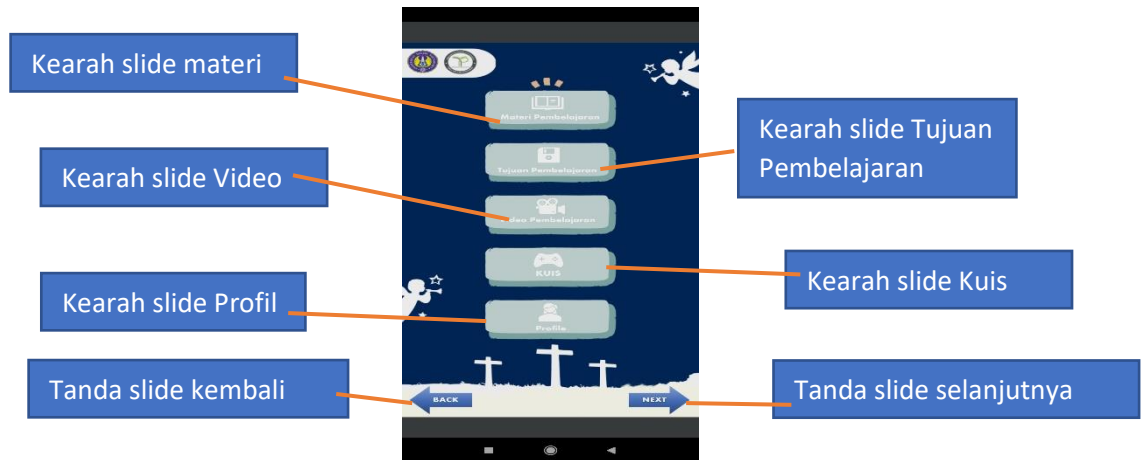 Kearah slide materi
Materi Pembelajaran
Kearah slide Tujuan
Pembelajaran
Tujuan Pembelajaran
Kearah slide Video
Video Pembelajaran
KUIS
Kearah slide Kuis
Kearah slide Profil
Profile
Tanda slide kembali
BACK
NEXT
Tanda slide selanjutnya